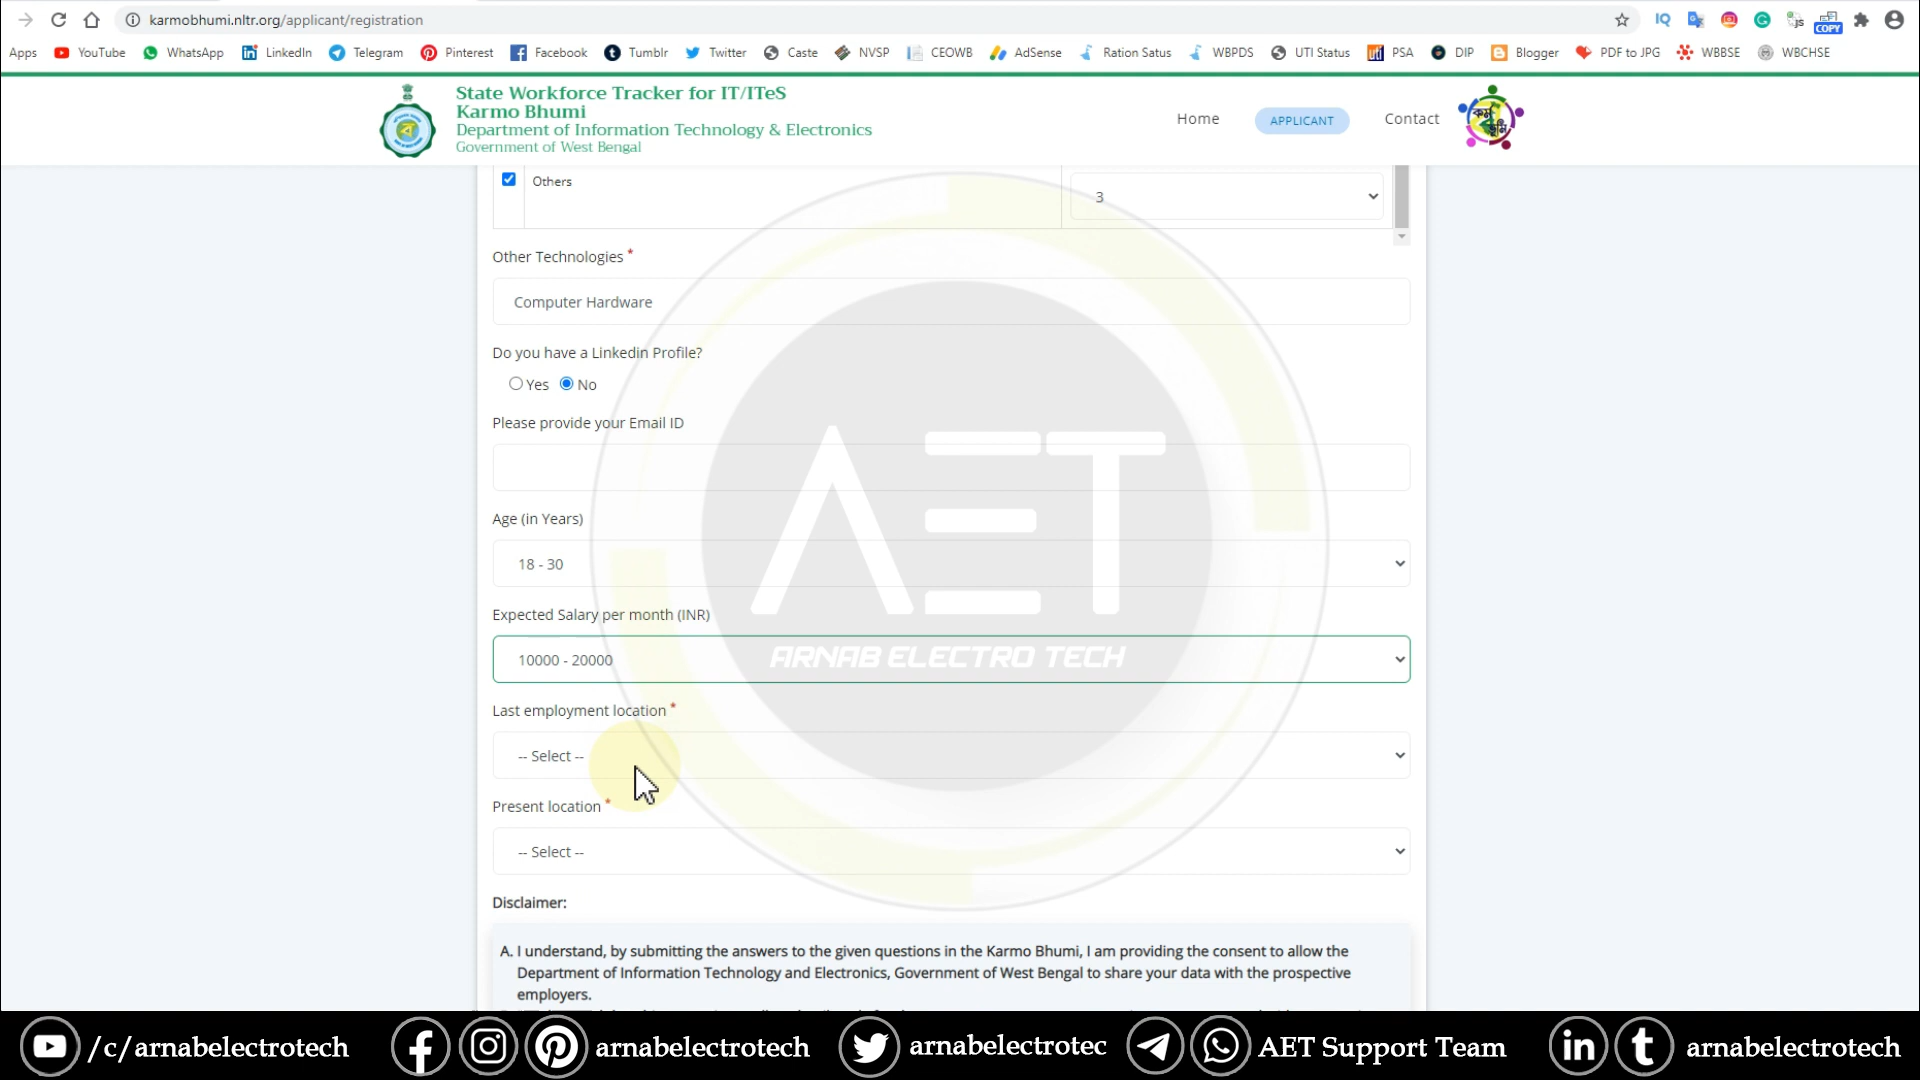 karmobhumi.nltr.org/applicant/registration
Apps YouTube WhatsApp LinkedIn Telegram Pinterest Facebook Tumblr Twitter Caste NVSP CEOWB AdSense Ration Satus WBPDS UTI Status PSA DIP Blogger PDF to JPG WBBSE WBCHSE
IQ
JS
COPY
State Workforce Tracker for IT/ITeS
Karmo Bhumi
Department of Information Technology & Electronics
Government of West Bengal
Home APPLICANT Contact
কর্ম ভূমি
Others 3
Other Technologies *
Computer Hardware
Do you have a Linkedin Profile?
Yes No
Please provide your Email ID
AET
Age (in Years)
18 - 30
Expected Salary per month (INR)
10000 - 20000
ARNAB ELECTRO TECH
Last employment location *
-- Select --
Present location *
-- Select --
Disclaimer:
A. I understand, by submitting the answers to the given questions in the Karmo Bhumi, I am providing the consent to allow the
Department of Information Technology and Electronics, Government of West Bengal to share your data with the prospective
employers.
/c/arnabelectrotech arnabelectrotech arnabelectrotec AET Support Team arnabelectrotech